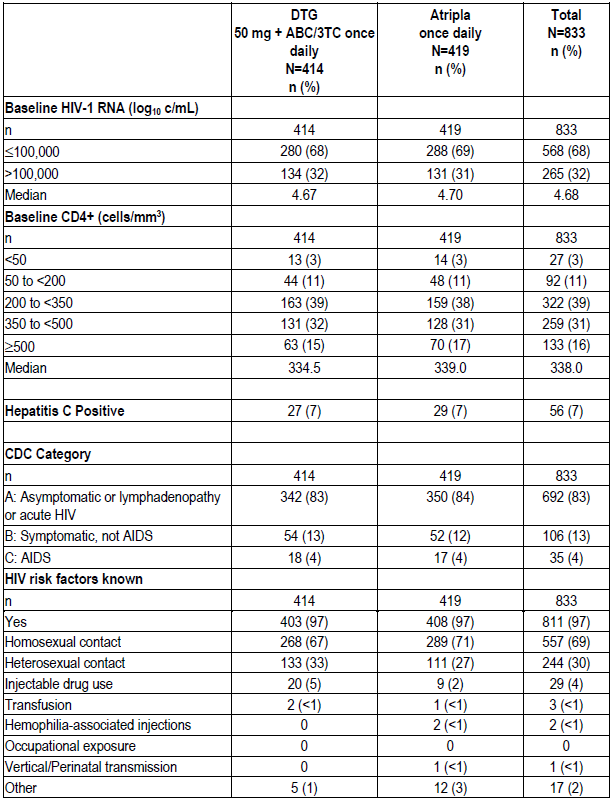 DTG
50 mg + ABC/3TC once
daily
N=414
n (%)
Atripla
once daily
N=419
n (%)
Total
N=833
n (%)
Baseline HIV-1 RNA (log10 c/mL)
n 414 419 833
≤100,000 280 (68) 288 (69) 568 (68)
>100,000 134 (32) 131 (31) 265 (32)
Median 4.67 4.70 4.68
Baseline CD4+ (cells/mm³)
n 414 419 833
<50 13 (3) 14 (3) 27 (3)
50 to <200 44 (11) 48 (11) 92 (11)
200 to <350 163 (39) 159 (38) 322 (39)
350 to <500 131 (32) 128 (31) 259 (31)
≥500 63 (15) 70 (17) 133 (16)
Median 334.5 339.0 338.0
Hepatitis C Positive 27 (7) 29 (7) 56 (7)
CDC Category
n 414 419 833
A: Asymptomatic or lymphadenopathy 342 (83) 350 (84) 692 (83)
or acute HIV
B: Symptomatic, not AIDS 54 (13) 52 (12) 106 (13)
C: AIDS 18 (4) 17 (4) 35 (4)
HIV risk factors known
n 414 419 833
Yes 403 (97) 408 (97) 811 (97)
Homosexual contact 268 (67) 289 (71) 557 (69)
Heterosexual contact 133 (33) 111 (27) 244 (30)
Injectable drug use 20 (5) 9 (2) 29 (4)
Transfusion 2 (<1) 1 (<1) 3 (<1)
Hemophilia-associated injections 0 2 (<1) 2 (<1)
Occupational exposure 0 0 0
Vertical/Perinatal transmission 0 1 (<1) 1 (<1)
Other 5 (1) 12 (3) 17 (2)